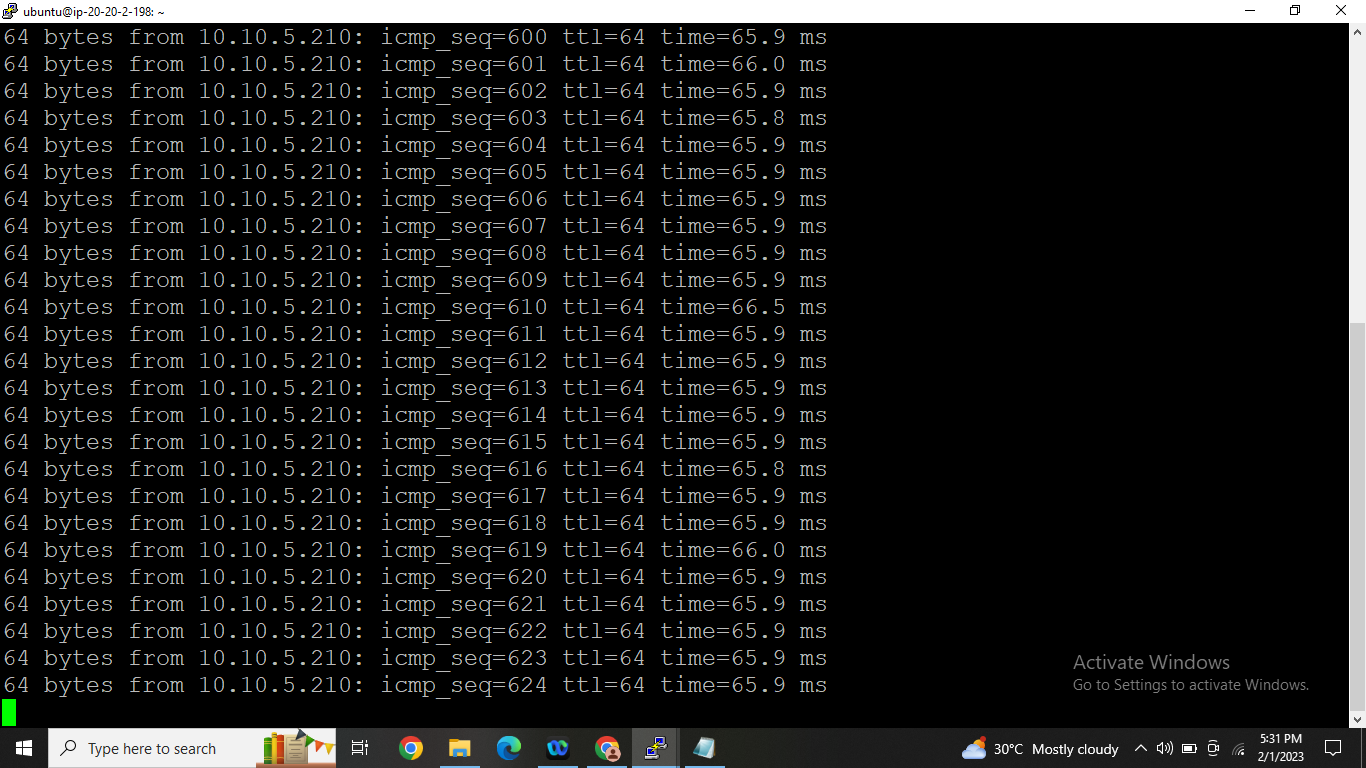 ubuntu@ip-20-20-2-198: ~
64 bytes from 10.10.5.210: icmp_seq=600 ttl=64 time=65.9 ms
64 bytes from 10.10.5.210: icmp_seq=601 ttl=64 time=66.0 ms
64 bytes from 10.10.5.210: icmp_seq=602 ttl=64 time=65.9 ms
64 bytes from 10.10.5.210: icmp_seq=603 ttl=64 time=65.8 ms
64 bytes from 10.10.5.210: icmp_seq=604 ttl=64 time=65.9 ms
64 bytes from 10.10.5.210: icmp_seq=605 ttl=64 time=65.9 ms
64 bytes from 10.10.5.210: icmp_seq=606 ttl=64 time=65.9 ms
64 bytes from 10.10.5.210: icmp_seq=607 ttl=64 time=65.9 ms
64 bytes from 10.10.5.210: icmp_seq=608 ttl=64 time=65.9 ms
64 bytes from 10.10.5.210: icmp_seq=609 ttl=64 time=65.9 ms
64 bytes from 10.10.5.210: icmp_seq=610 ttl=64 time=66.5 ms
64 bytes from 10.10.5.210: icmp_seq=611 ttl=64 time=65.9 ms
64 bytes from 10.10.5.210: icmp_seq=612 ttl=64 time=65.9 ms
64 bytes from 10.10.5.210: icmp_seq=613 ttl=64 time=65.9 ms
64 bytes from 10.10.5.210: icmp_seq=614 ttl=64 time=65.9 ms
64 bytes from 10.10.5.210: icmp_seq=615 ttl=64 time=65.9 ms
64 bytes from 10.10.5.210: icmp_seq=616 ttl=64 time=65.8 ms
64 bytes from 10.10.5.210: icmp_seq=617 ttl=64 time=65.9 ms
64 bytes from 10.10.5.210: icmp_seq=618 ttl=64 time=65.9 ms
64 bytes from 10.10.5.210: icmp_seq=619 ttl=64 time=66.0 ms
64 bytes from 10.10.5.210: icmp_seq=620 ttl=64 time=65.9 ms
64 bytes from 10.10.5.210: icmp_seq=621 ttl=64 time=65.9 ms
64 bytes from 10.10.5.210: icmp_seq=622 ttl=64 time=65.9 ms
64 bytes from 10.10.5.210: icmp_seq=623 ttl=64 time=65.9 ms
64 bytes from 10.10.5.210: icmp_seq=624 ttl=64 time=65.9 ms
Activate Windows
Go to Settings to activate Windows.
Type here to search
30°C Mostly cloudy
5:31 PM
2/1/2023